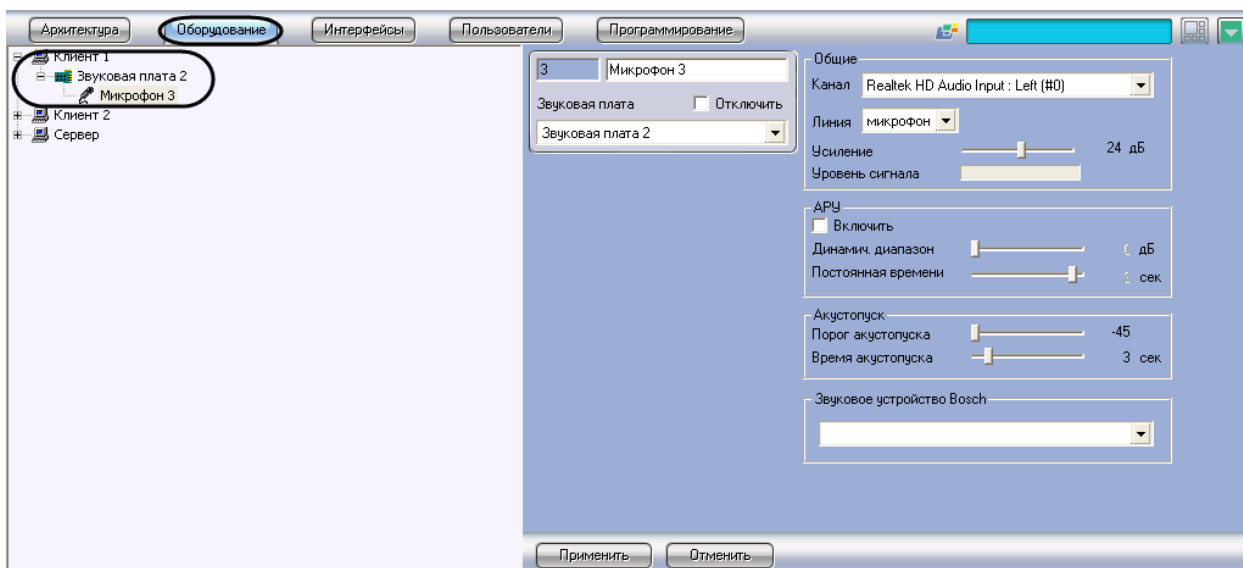 Архитектура Оборудование Интерфейсы Пользователи Программирование
Клиент 1
Звуковая плата 2
Микрофон 3
Клиент 2
Сервер
3 Микрофон 3
Звуковая плата Отключить
Звуковая плата 2
Общие
Канал Realtek HD Audio Input : Left (#0)
Линия микрофон
Усиление 24 дБ
Уровень сигнала
АРУ
Включить
Динамич. диапазон дБ
Постоянная времени сек
Акустопуск
Порог акустопуска -45
Время акустопуска 3 сек
Звуковое устройство Bosch
Применить Отменить